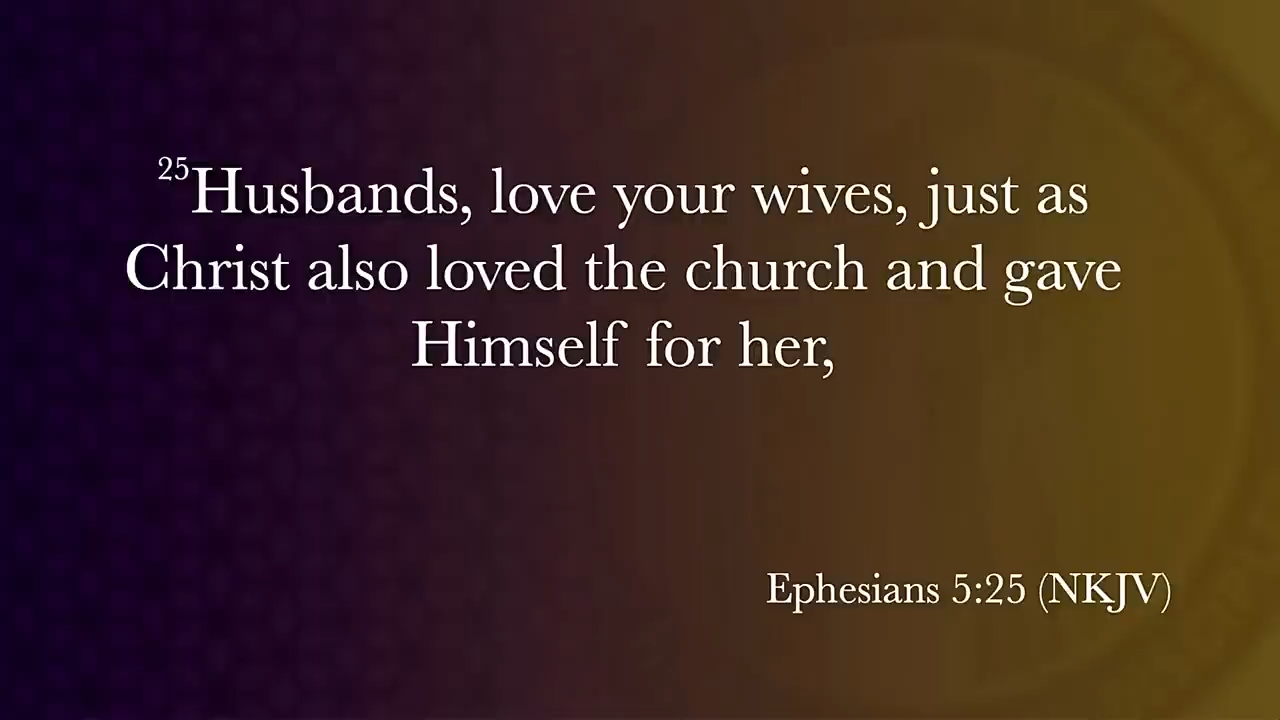 25Husbands, love your wives, just as
Christ also loved the church and gave
Himself for her,
Ephesians 5:25 (NKJV)